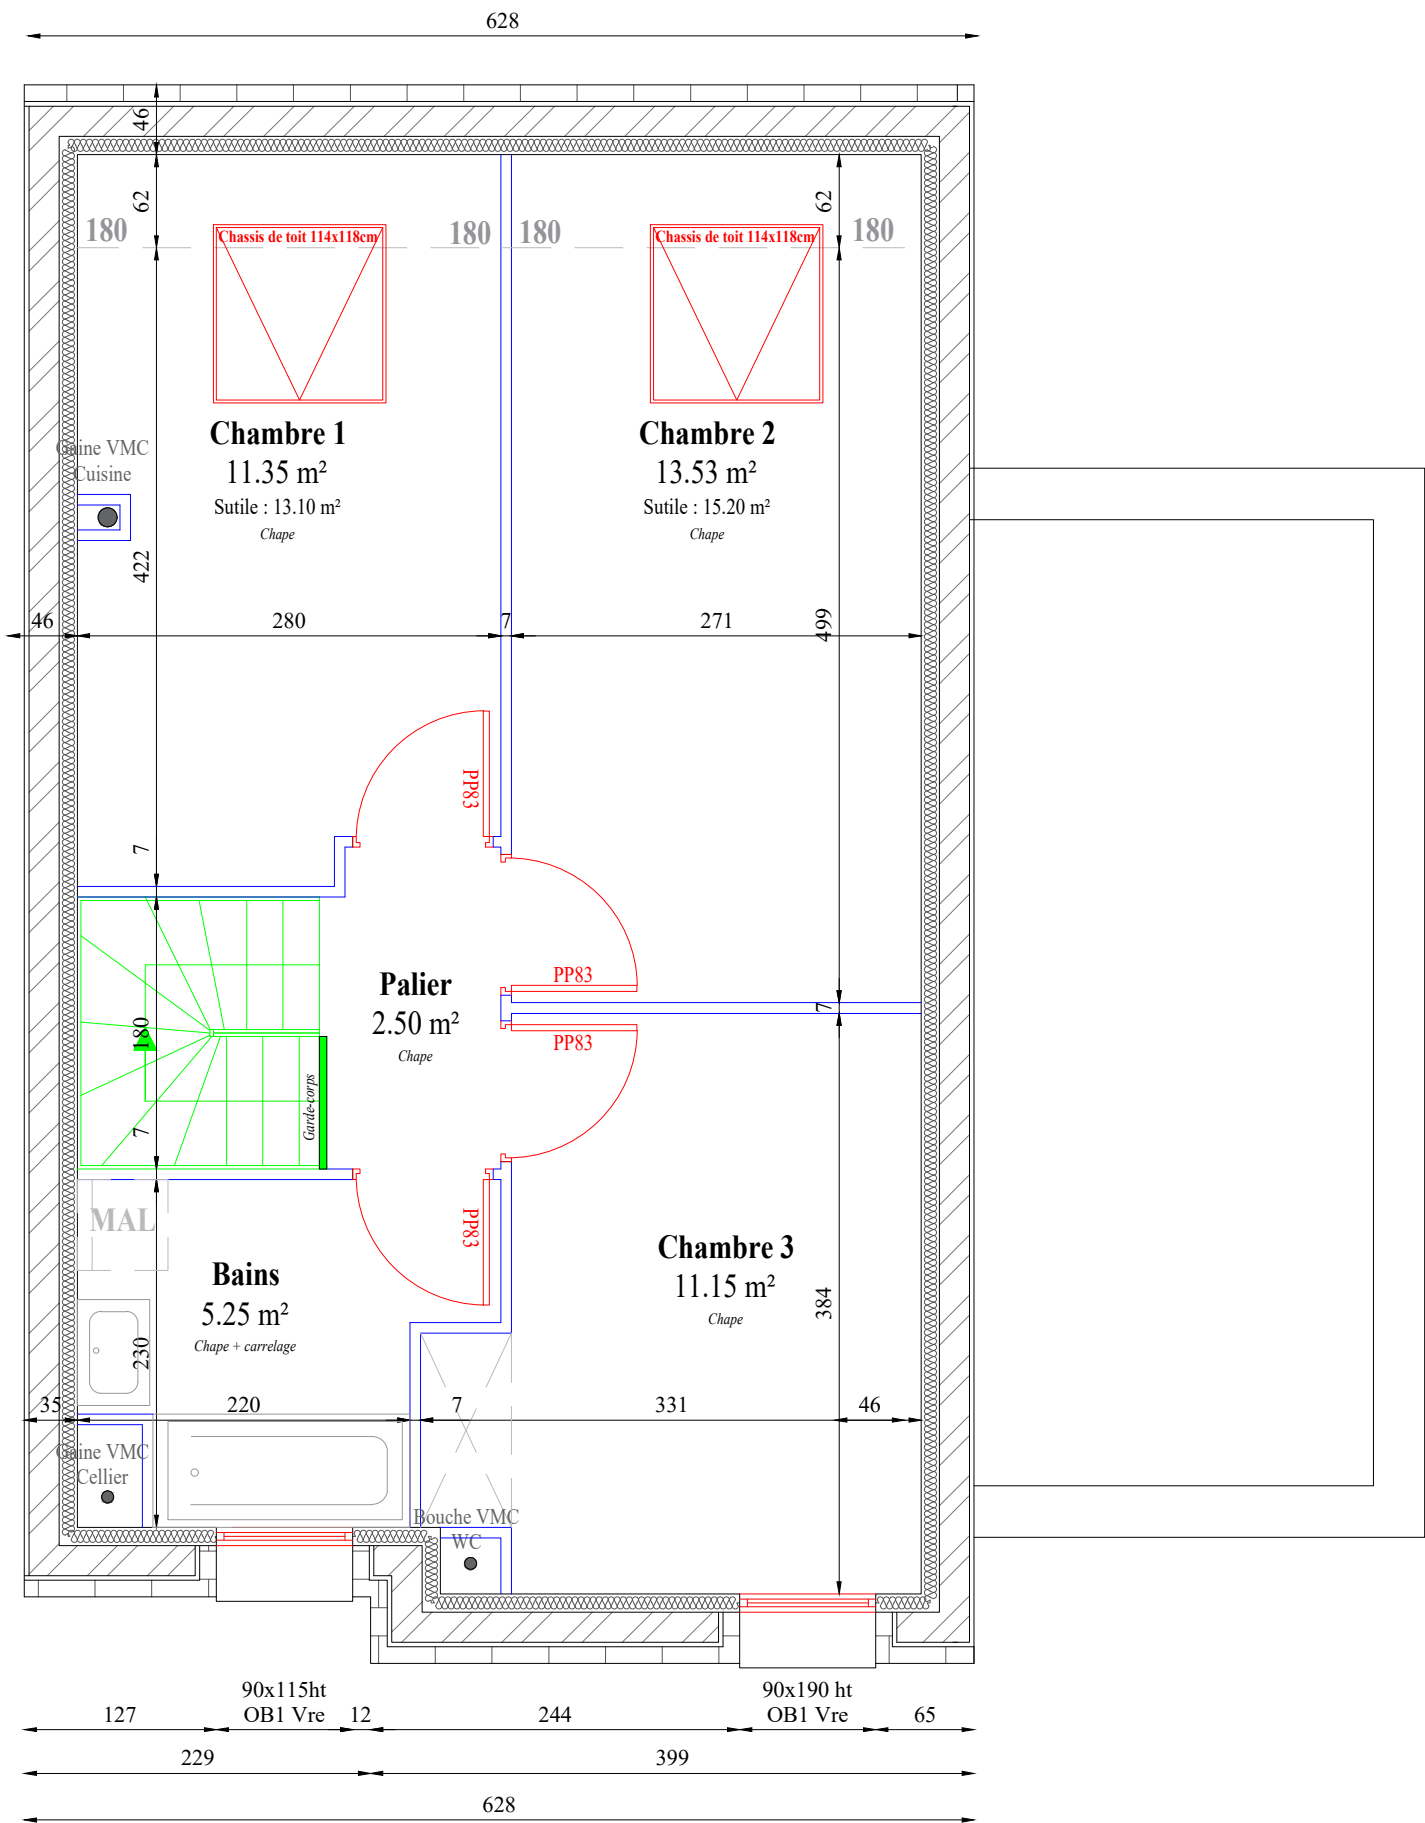 628
46
62
62
180
180
180
180
Chassis de toit 114x118cm
Chassis de toit 114x118cm
Chambre 1
11.35 m²
Sutile : 13.10 m²
Chape
Chambre 2
13.53 m²
Sutile : 15.20 m²
Chape
Gaine VMC
Cuisine
422
46
280
7
271
499
PP83
7
PP83
Palier
2.50 m²
Chape
7
180
PP83
Garde-corps
7
MAL
PP83
Bains
5.25 m²
Chape + carrelage
Chambre 3
11.15 m²
Chape
384
230
35
220
7
331
46
Gaine VMC
Cellier
Bouche VMC
WC
90x115ht
OB1 Vre
90x190 ht
OB1 Vre
127
12
244
65
229
399
628